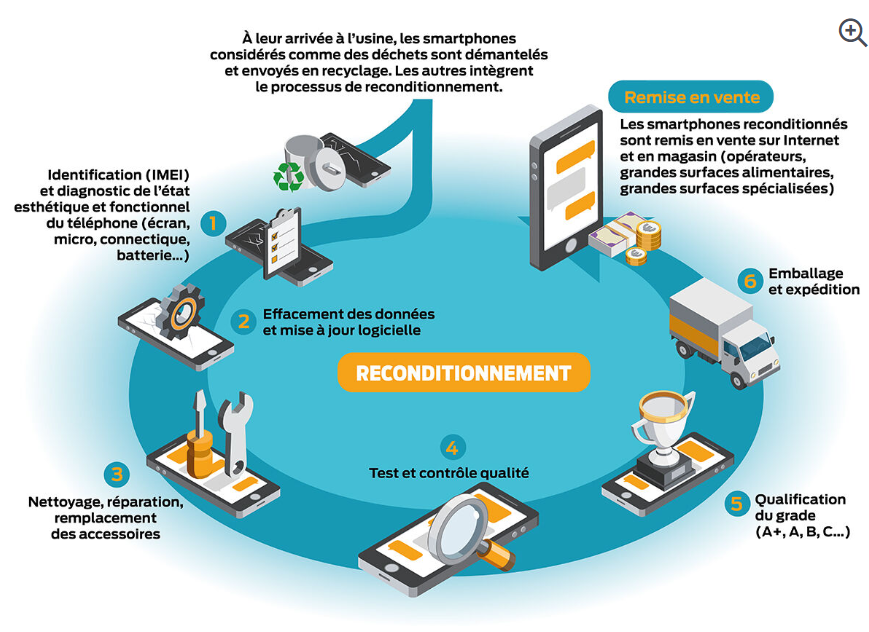 À leur arrivée à l'usine, les smartphones
considérés comme des déchets sont démantelés
et envoyés en recyclage. Les autres intègrent
le processus de reconditionnement.
Remise en vente
Les smartphones reconditionnés
sont remis en vente sur Internet
et en magasin (opérateurs,
grandes surfaces alimentaires,
grandes surfaces spécialisées)
Identification (IMEI)
et diagnostic de l'état
esthétique et fonctionnel
du téléphone (écran,
micro, connectique,
batterie...)
1
2
Effacement des données
et mise à jour logicielle
6
Emballage
et expédition
RECONDITIONNEMENT
3
Nettoyage, réparation,
remplacement
des accessoires
4
Test et contrôle qualité
5
Qualification
du grade
(A+, A, B, C...)